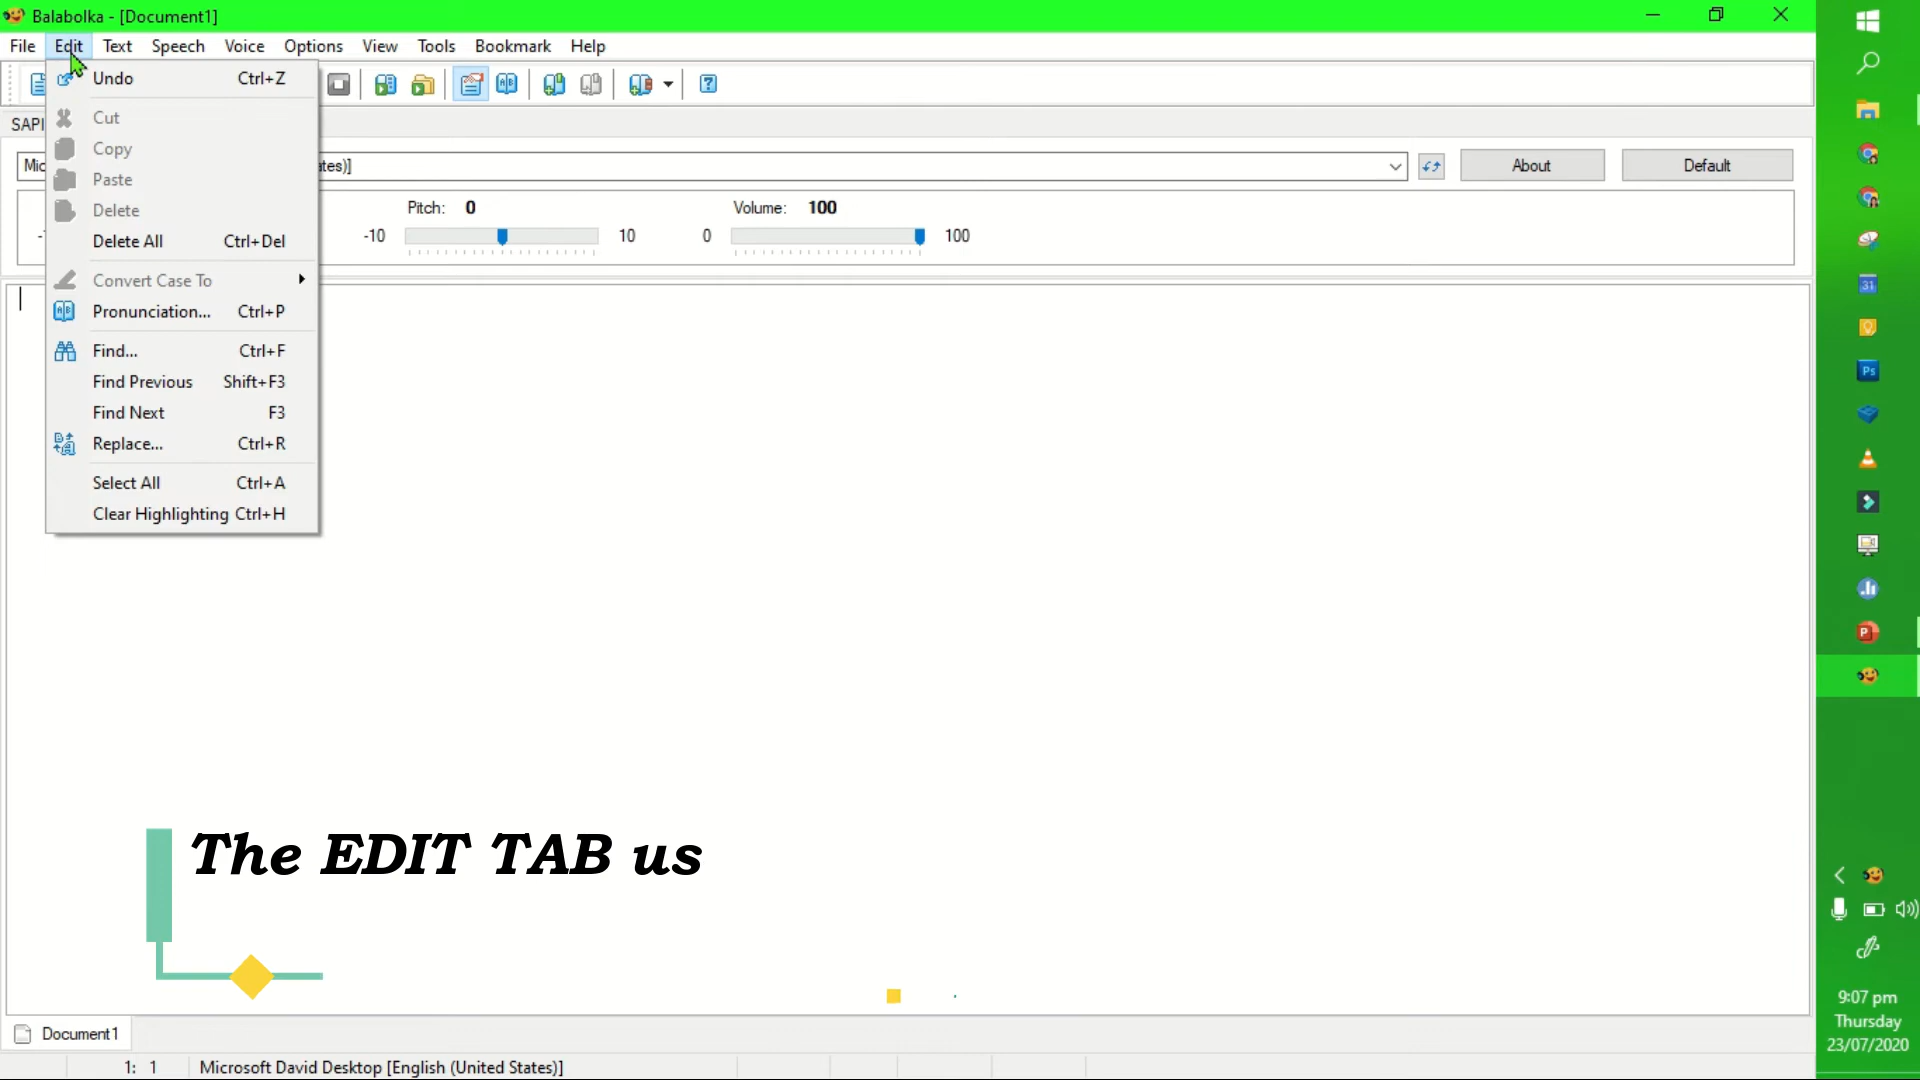 Balabolka - [Document1]
File Edit Text Speech Voice Options View Tools Bookmark Help
Undo Ctrl+Z
Cut
Copy
Paste
Delete
Delete All Ctrl+Del
Convert Case To
Pronunciation... Ctrl+P
Find... Ctrl+F
Find Previous Shift+F3
Find Next F3
Replace... Ctrl+R
Select All Ctrl+A
Clear Highlighting Ctrl+H
SAPI
Mic
tes)]
About
Default
Pitch: 0
Volume: 100
-10 10
0 100
31
Ps
P
The EDIT TAB us
Document1
1: 1
Microsoft David Desktop [English (United States)]
9:07 pm
Thursday
23/07/2020